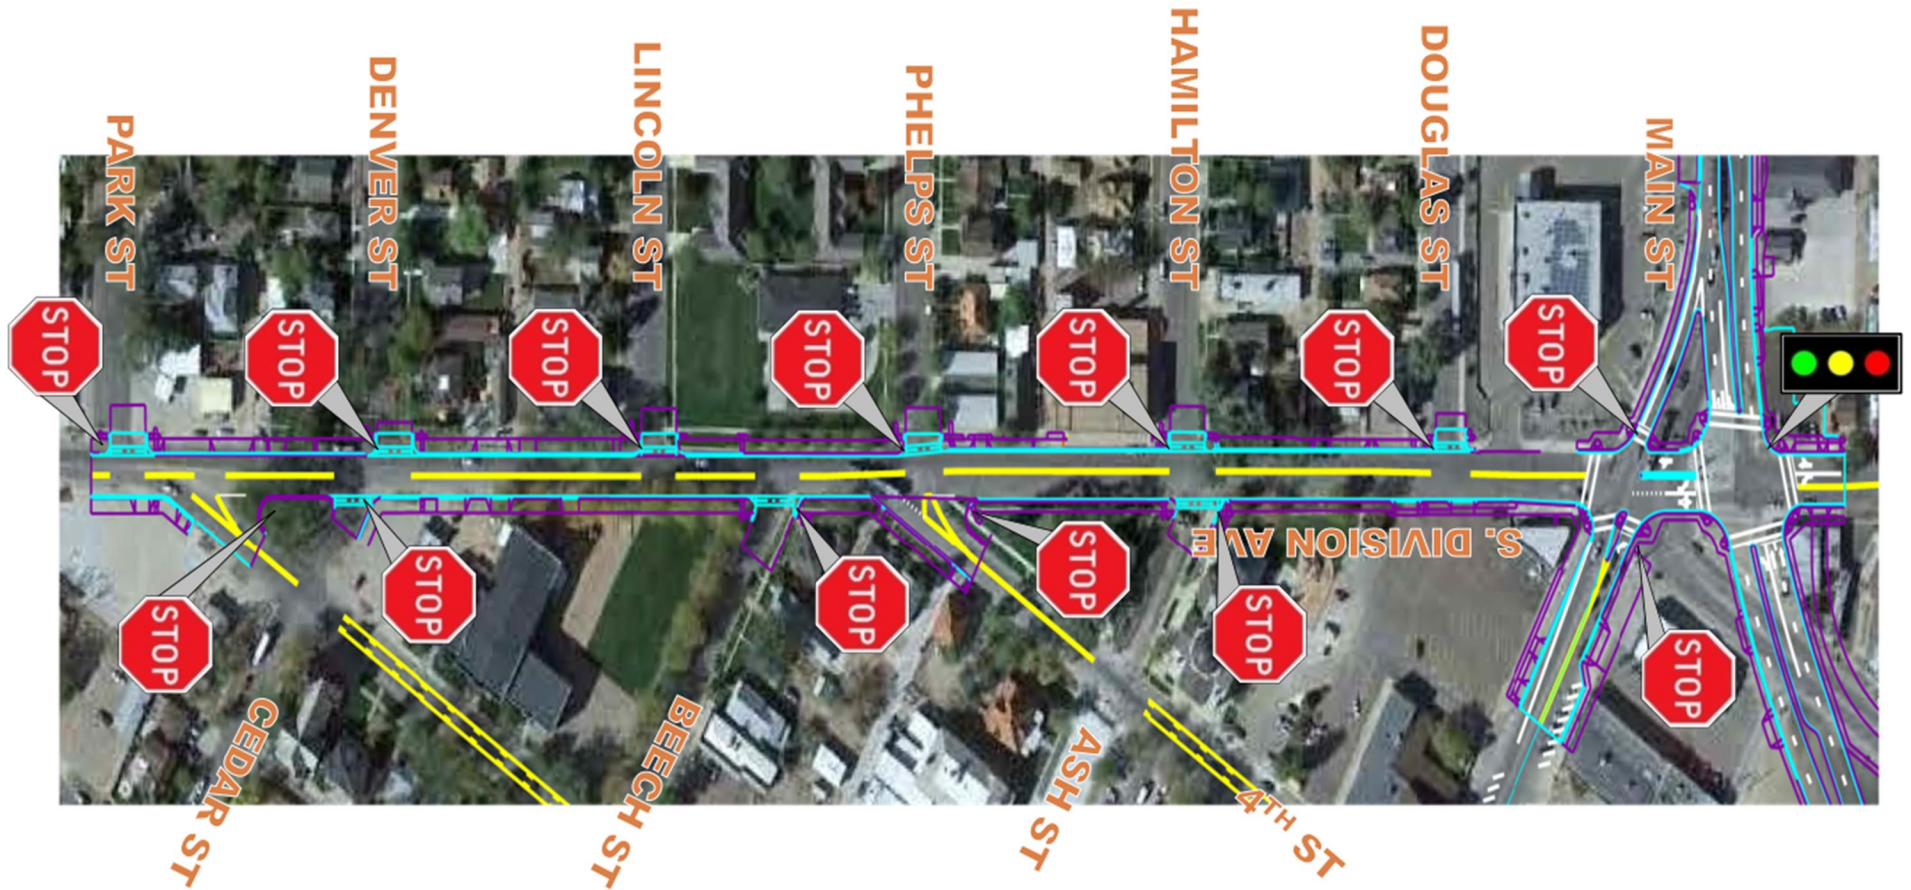 PARK ST
DENVER ST
LINCOLN ST
PHELPS ST
HAMILTON ST
DOUGLAS ST
MAIN ST
STOP
STOP
STOP
STOP
STOP
STOP
STOP
S. DIVISION AVE
STOP
STOP
STOP
STOP
STOP
STOP
CEDAR ST
BEECH ST
ASH ST
4TH ST